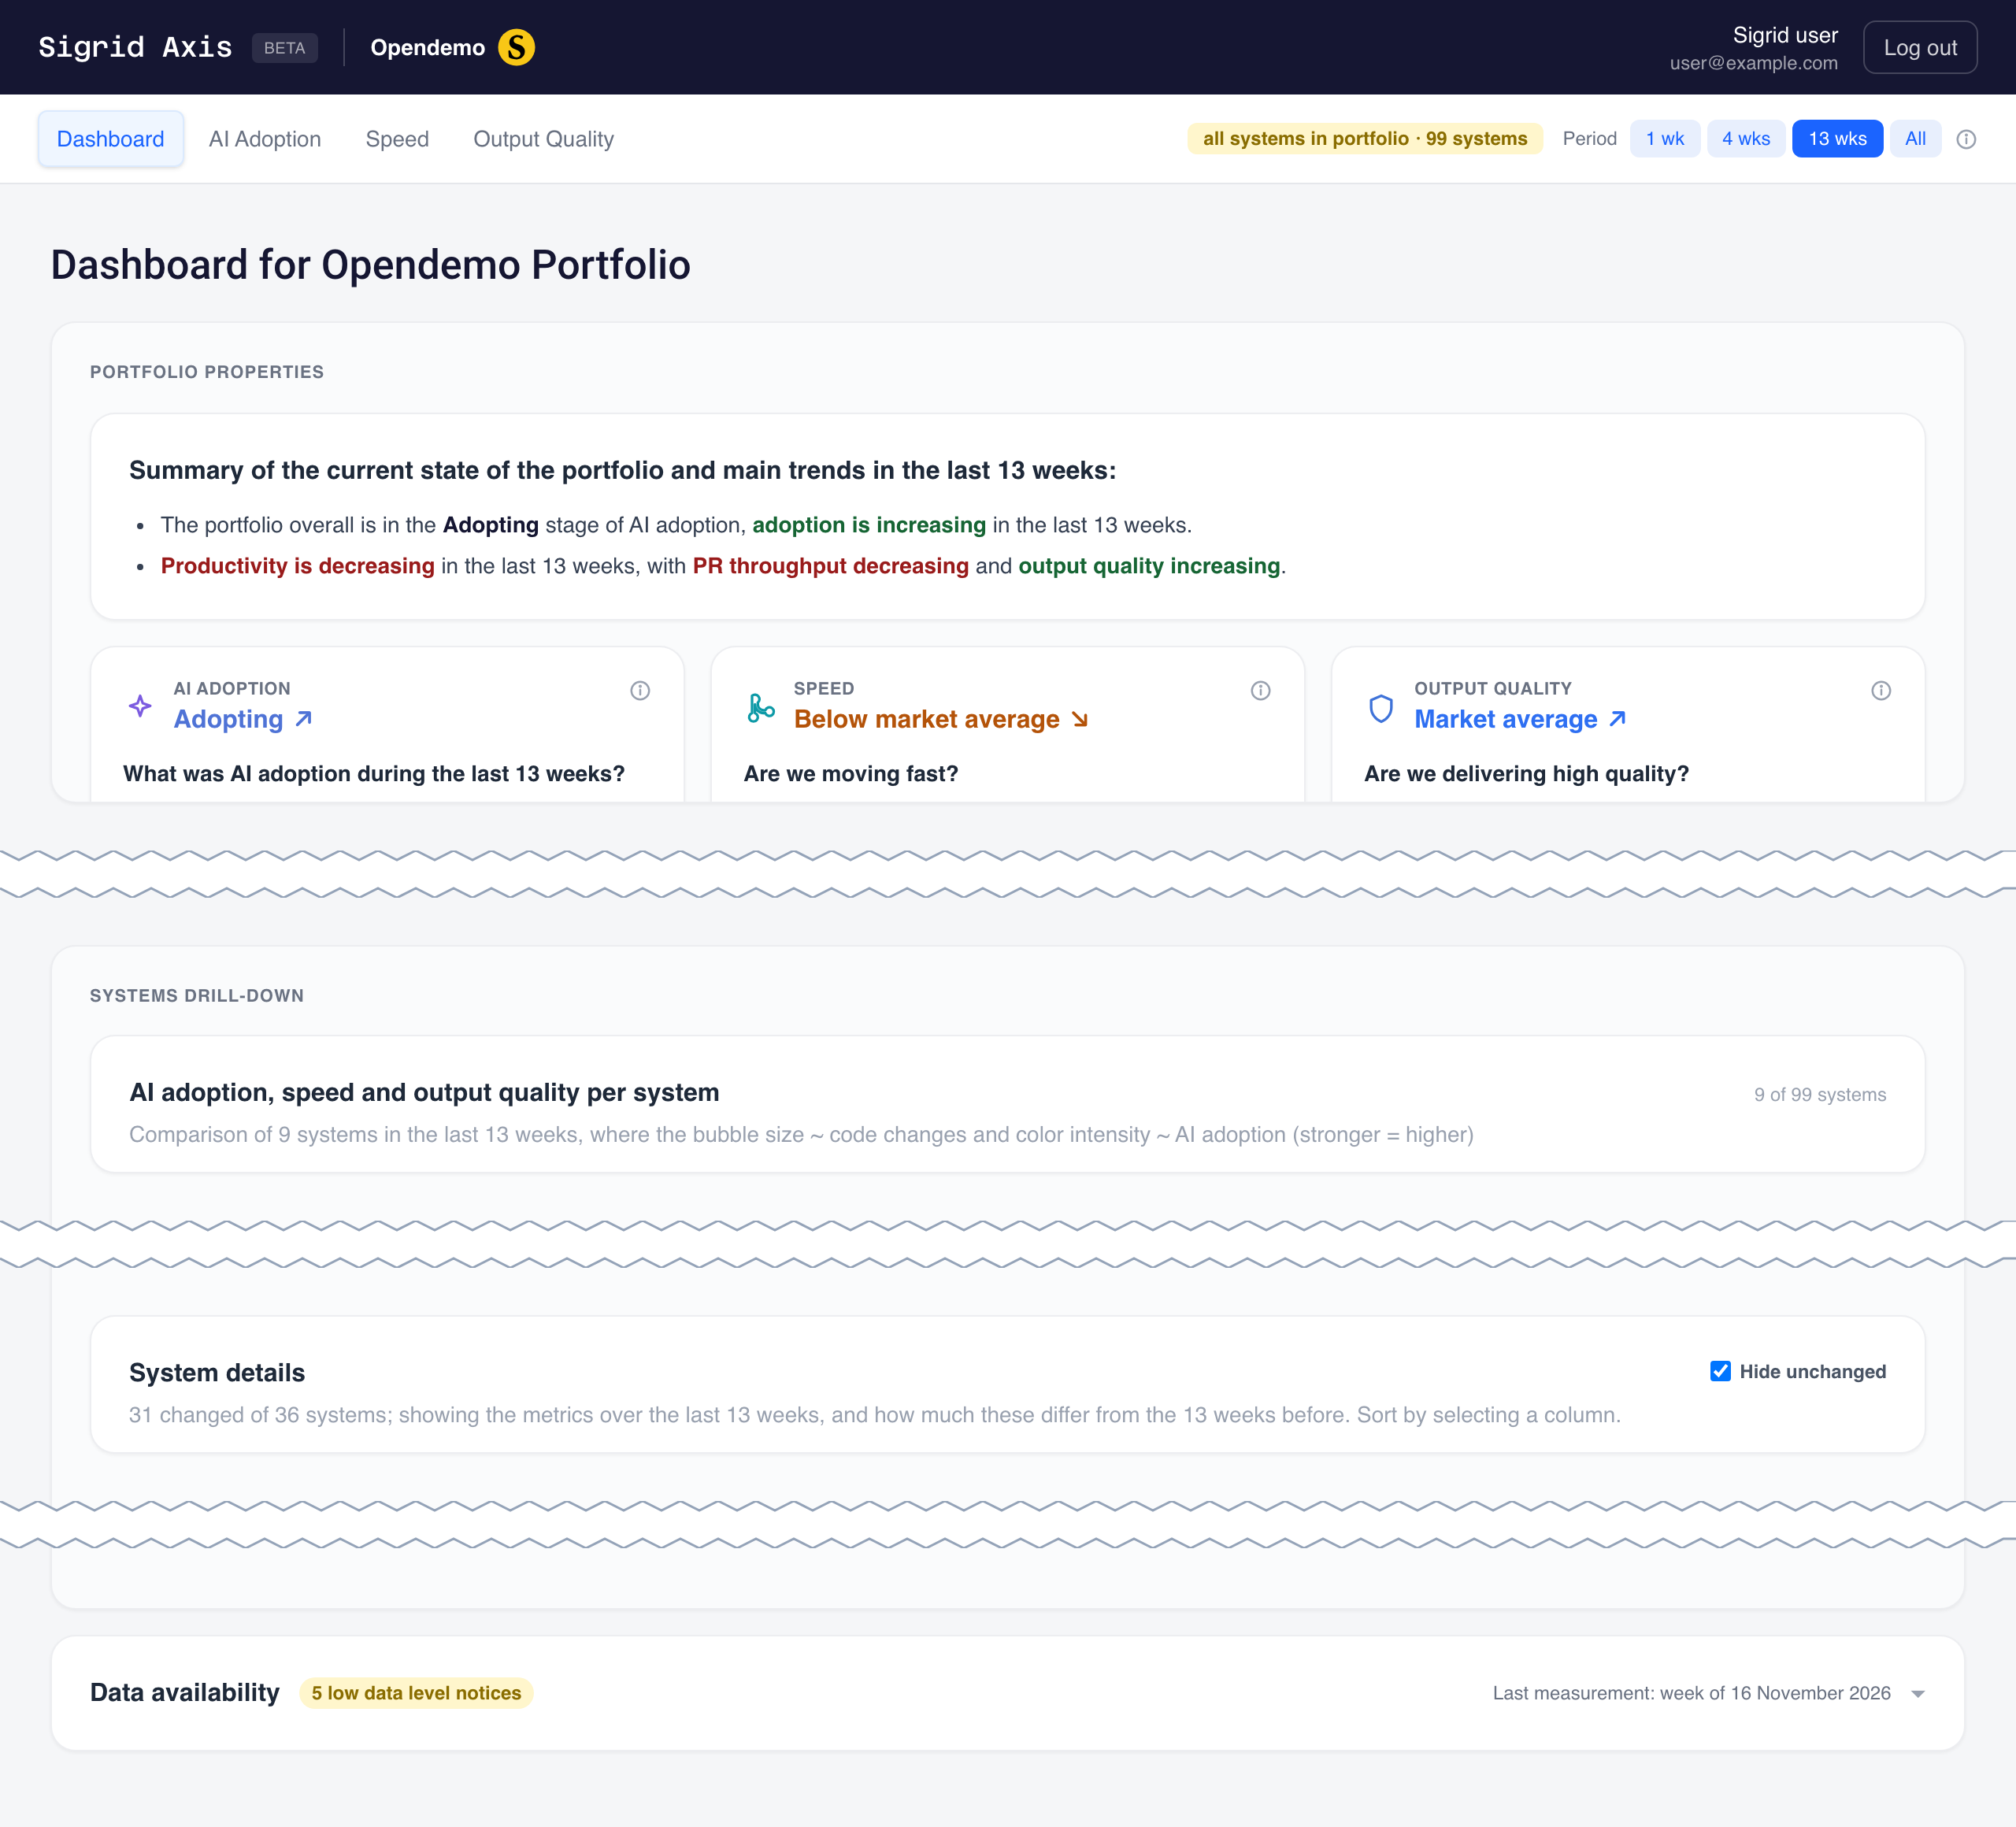 Sigrid Axis BETA Opendemo S
Sigrid user
user@example.com
Log out
Dashboard AI Adoption Speed Output Quality all systems in portfolio · 99 systems Period 1 wk 4 wks 13 wks All
Dashboard for Opendemo Portfolio
PORTFOLIO PROPERTIES
Summary of the current state of the portfolio and main trends in the last 13 weeks:
• The portfolio overall is in the Adopting stage of AI adoption, adoption is increasing in the last 13 weeks.
• Productivity is decreasing in the last 13 weeks, with PR throughput decreasing and output quality increasing.
AI ADOPTION
Adopting ↗
What was AI adoption during the last 13 weeks?
SPEED
Below market average ↘
Are we moving fast?
OUTPUT QUALITY
Market average ↗
Are we delivering high quality?
SYSTEMS DRILL-DOWN
AI adoption, speed and output quality per system
9 of 99 systems
Comparison of 9 systems in the last 13 weeks, where the bubble size ~ code changes and color intensity ~ AI adoption (stronger = higher)
System details
Hide unchanged
31 changed of 36 systems; showing the metrics over the last 13 weeks, and how much these differ from the 13 weeks before. Sort by selecting a column.
Data availability 5 low data level notices Last measurement: week of 16 November 2026